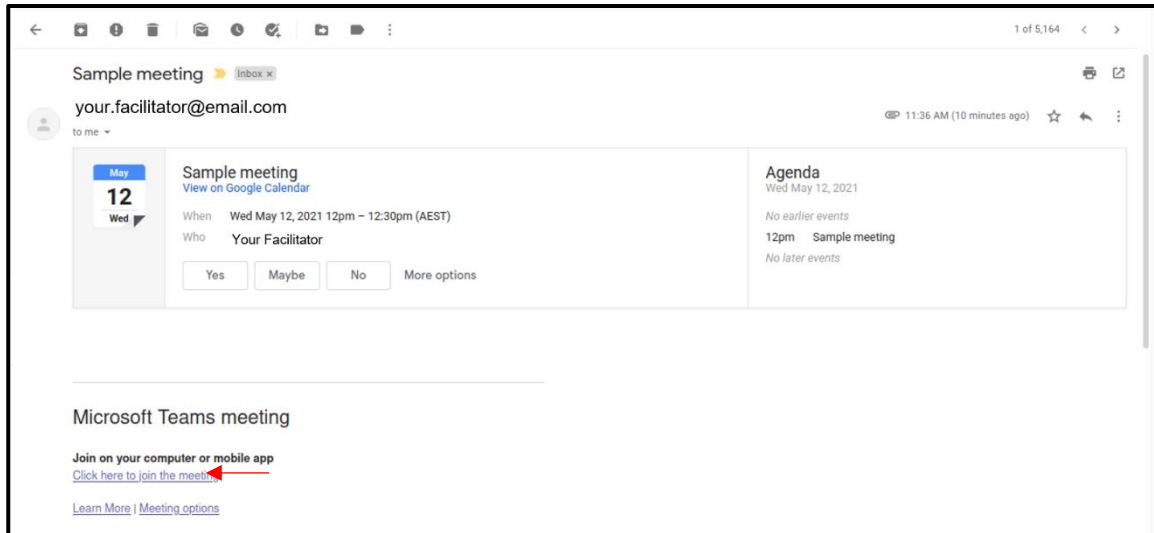 1 of 5,164
Sample meeting Inbox x
your.facilitator@email.com
11:36 AM (10 minutes ago)
to me
May
12
Wed
Sample meeting
View on Google Calendar
When Wed May 12, 2021 12pm – 12:30pm (AEST)
Who Your Facilitator
Yes Maybe No More options
Agenda
Wed May 12, 2021
No earlier events
12pm Sample meeting
No later events
Microsoft Teams meeting
Join on your computer or mobile app
Click here to join the meeting
Learn More | Meeting options